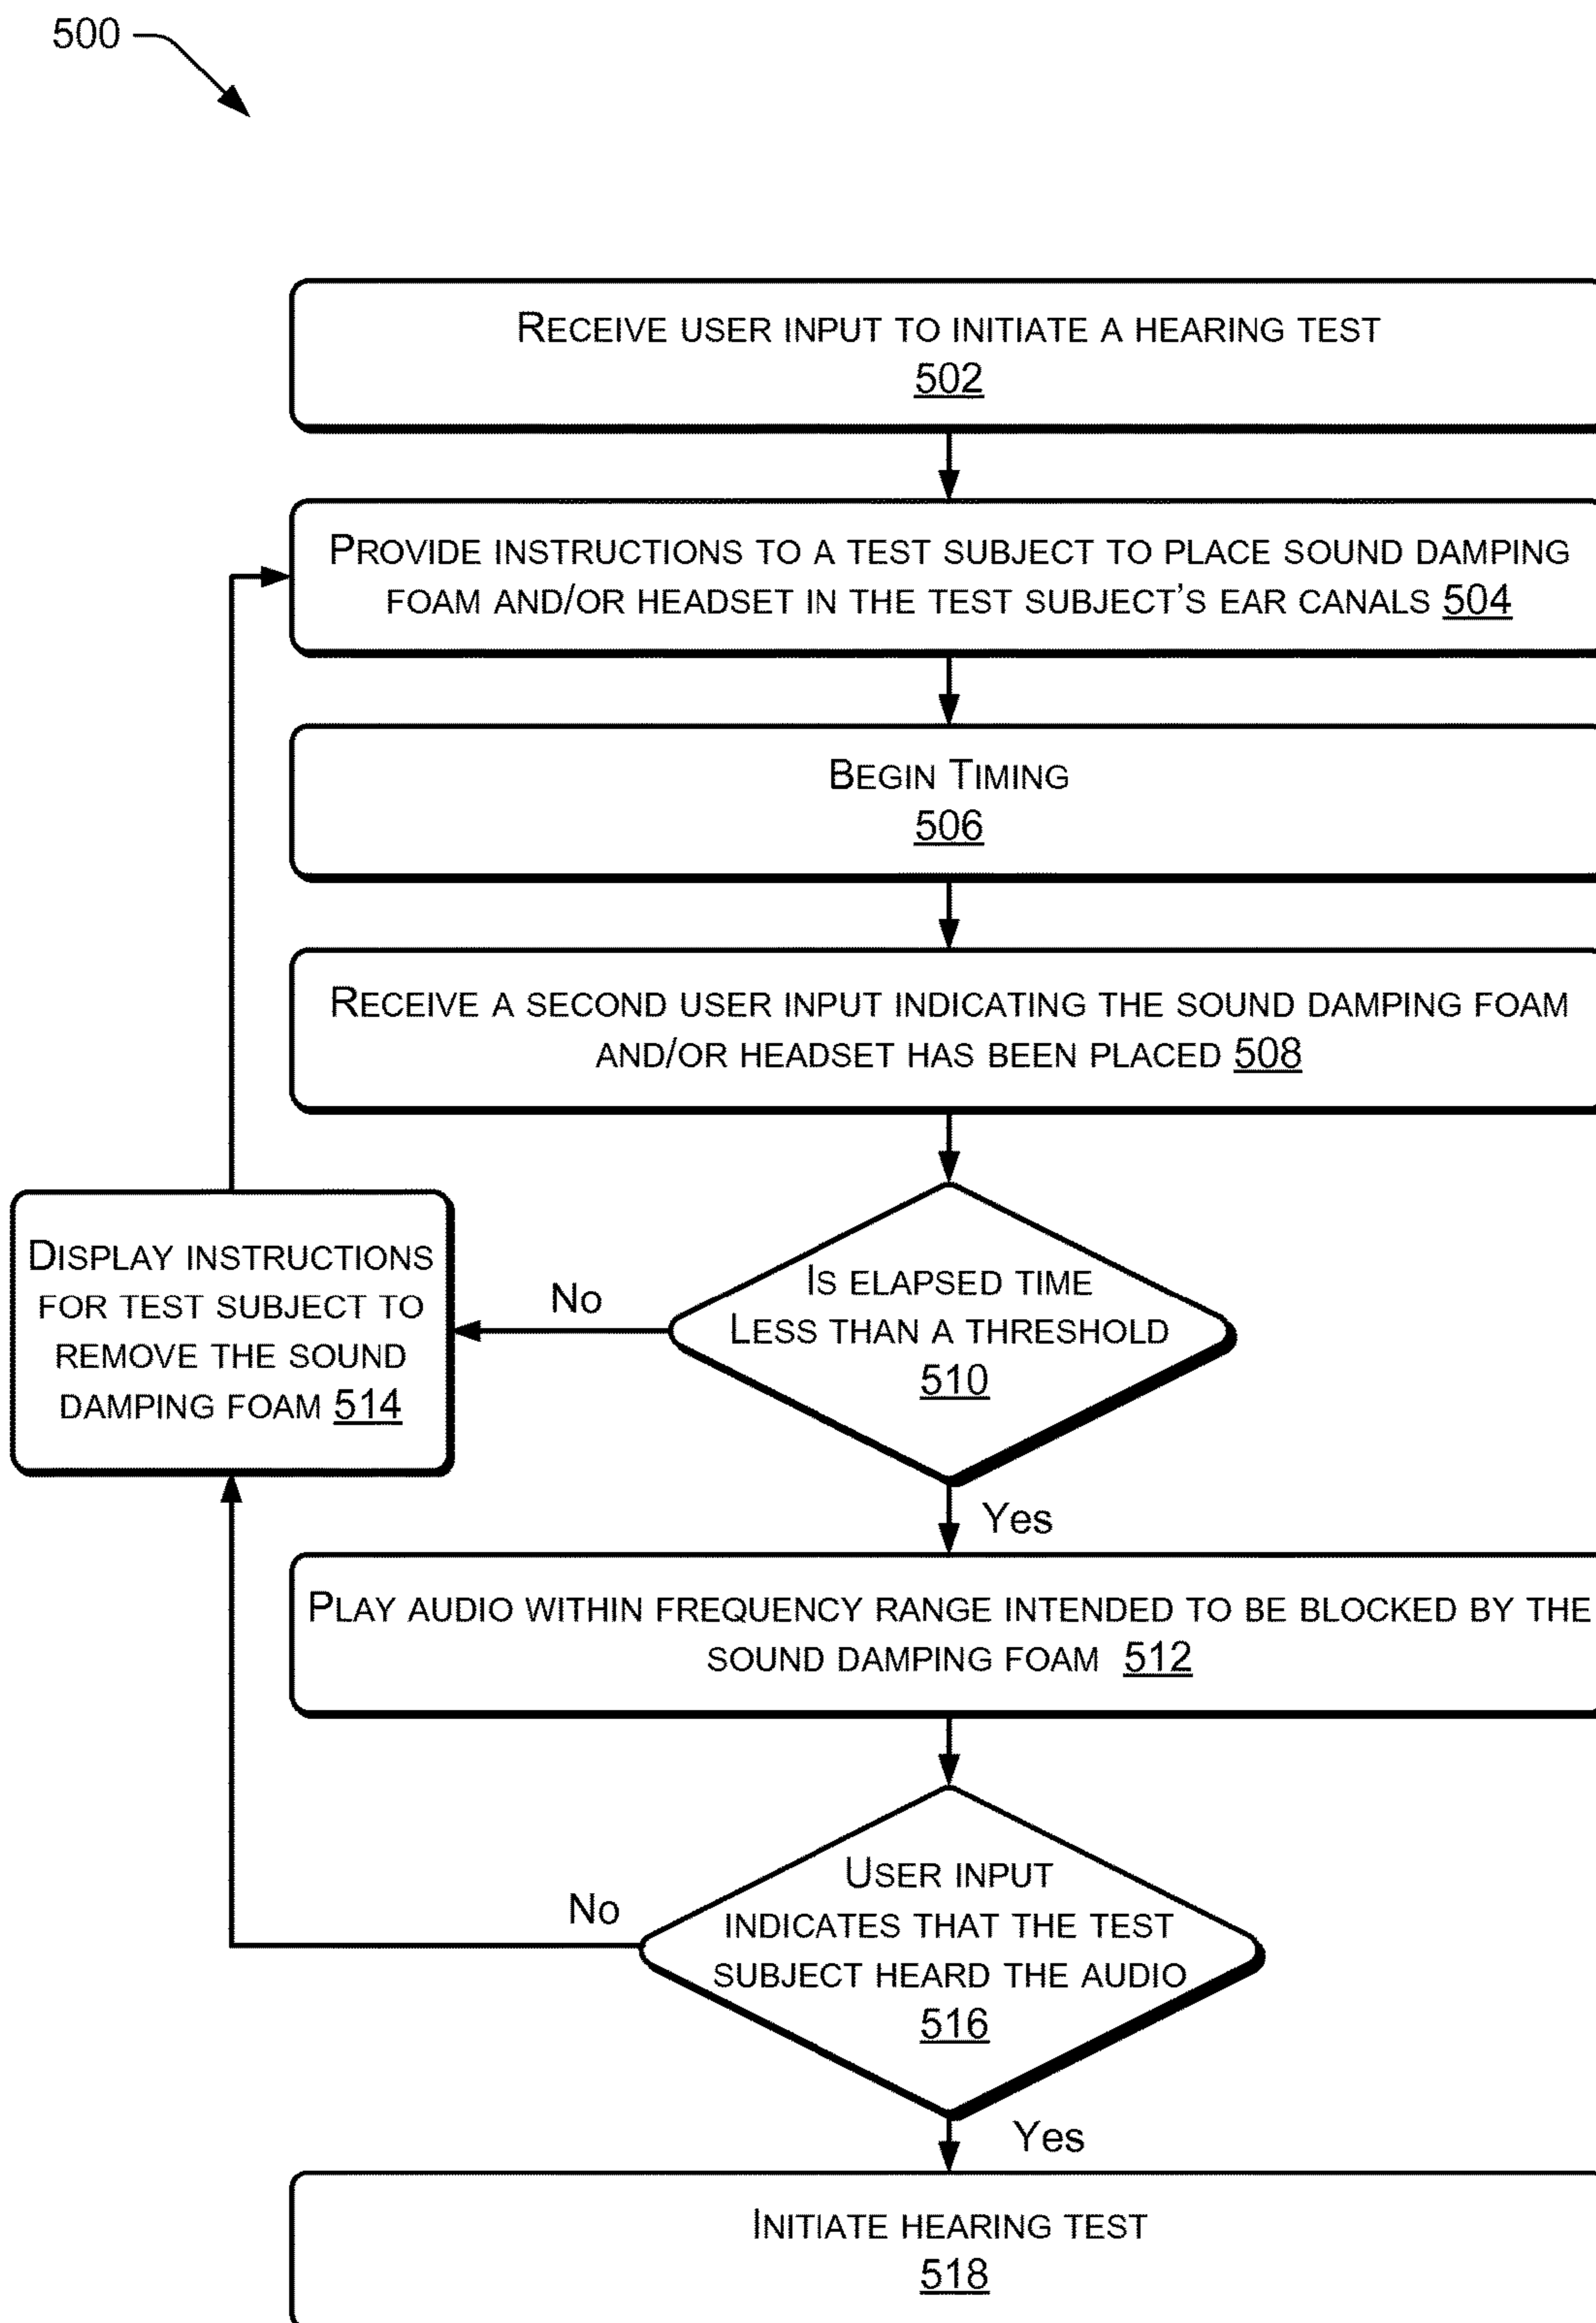 500
Receive user input to initiate a hearing test
502
Provide instructions to a test subject to place sound damping
foam and/or headset in the test subject's ear canals 504
Begin Timing
506
Receive a second user input indicating the sound damping foam
and/or headset has been placed 508
Is elapsed time
Less than a threshold
510
No
Display instructions
for test subject to
remove the sound
damping foam 514
Yes
Play audio within frequency range intended to be blocked by the
sound damping foam 512
User input
indicates that the test
subject heard the audio
516
No
Yes
Initiate hearing test
518